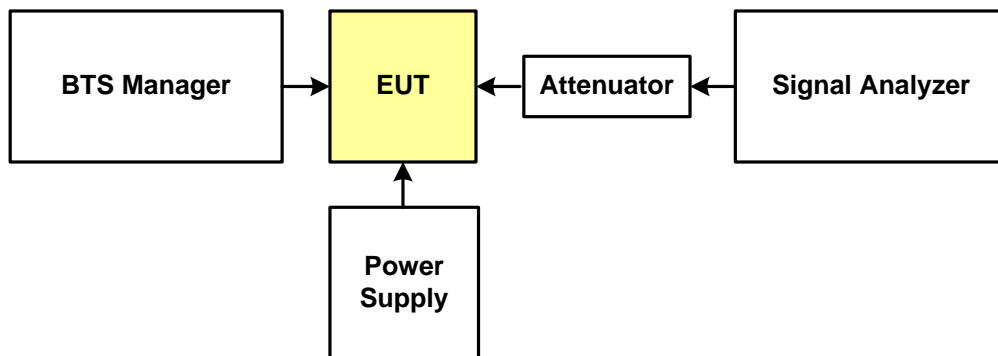 BTS Manager
EUT
Attenuator
Signal Analyzer
Power
Supply